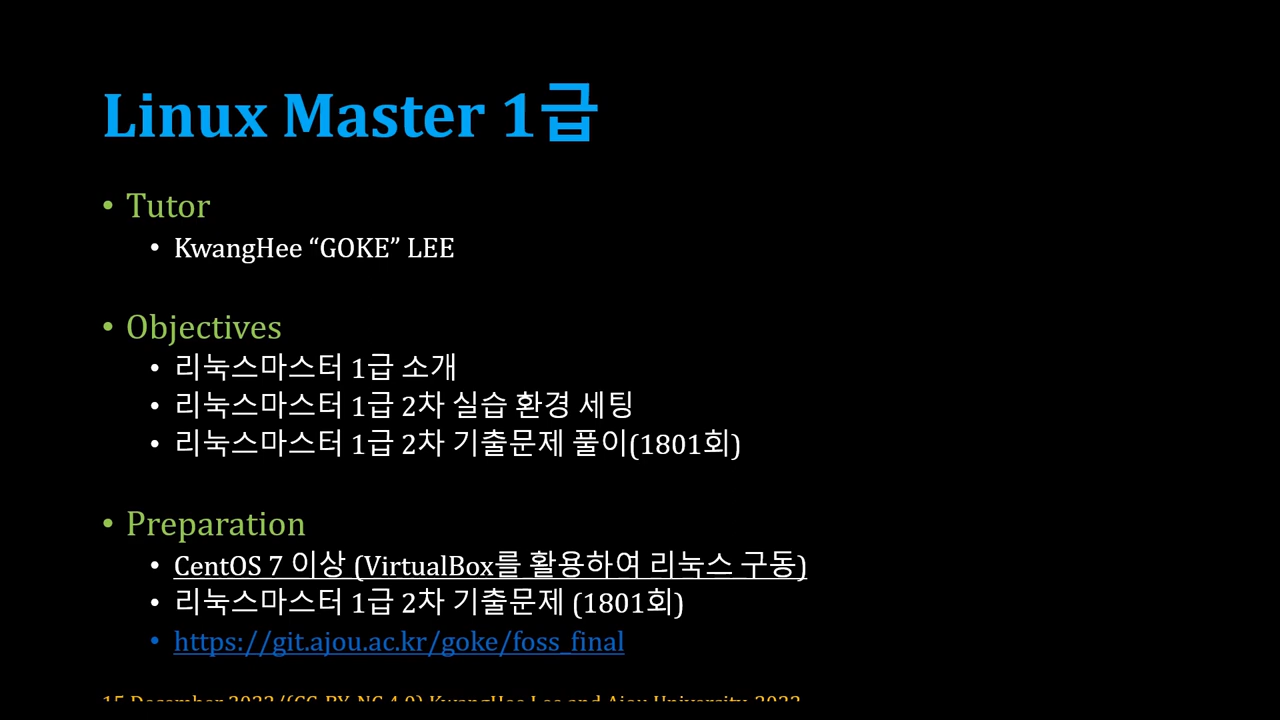 Linux Master 1급
• Tutor
• KwangHee “GOKE” LEE
• Objectives
• 리눅스마스터 1급 소개
• 리눅스마스터 1급 2차 실습 환경 세팅
• 리눅스마스터 1급 2차 기출문제 풀이(1801회)
• Preparation
• CentOS 7 이상 (VirtualBox를 활용하여 리눅스 구동)
• 리눅스마스터 1급 2차 기출문제 (1801회)
• https://git.ajou.ac.kr/goke/foss_final
15 December 2022/(CC-BY-NC 4.0) KwangHee Lee and Ajou University, 2022